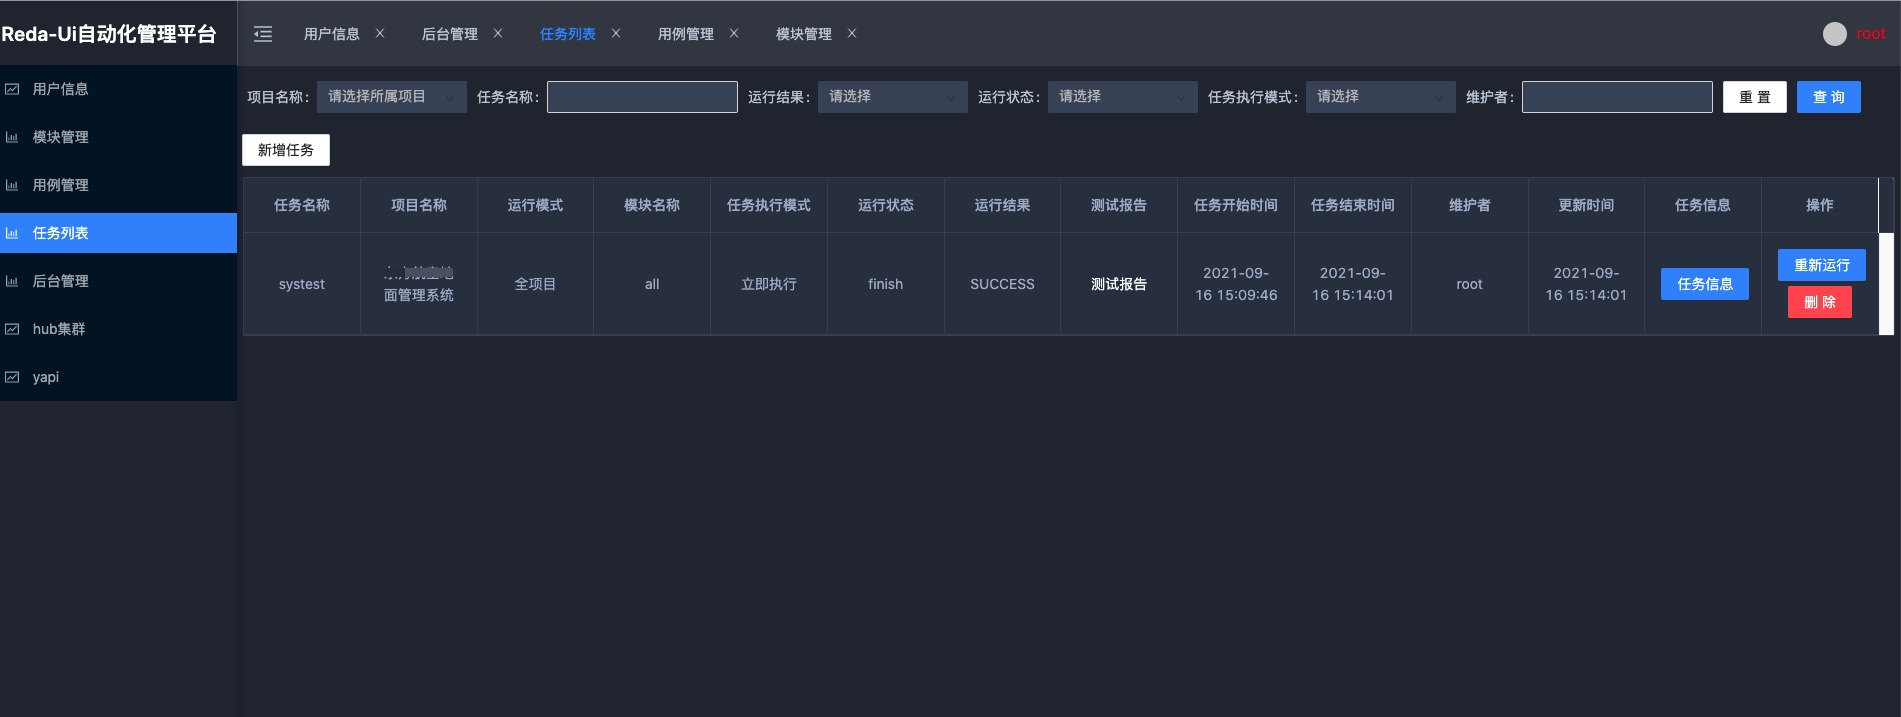 Reda-Ui自动化管理平台
用户信息
后台管理
任务列表
用例管理
模块管理
root
用户信息
模块管理
用例管理
任务列表
后台管理
hub集群
yapi
项目名称: 请选择所属项目 任务名称: 运行结果: 请选择 运行状态: 请选择 任务执行模式: 请选择 维护者: 重 置 查 询
新增任务
任务名称 项目名称 运行模式 模块名称 任务执行模式 运行状态 运行结果 测试报告 任务开始时间 任务结束时间 维护者 更新时间 任务信息 操作
systest
面管理系统
全项目
all
立即执行
finish
SUCCESS
测试报告
2021-09-
16 15:09:46
2021-09-
16 15:14:01
root
2021-09-
16 15:14:01
任务信息
重新运行
删 除